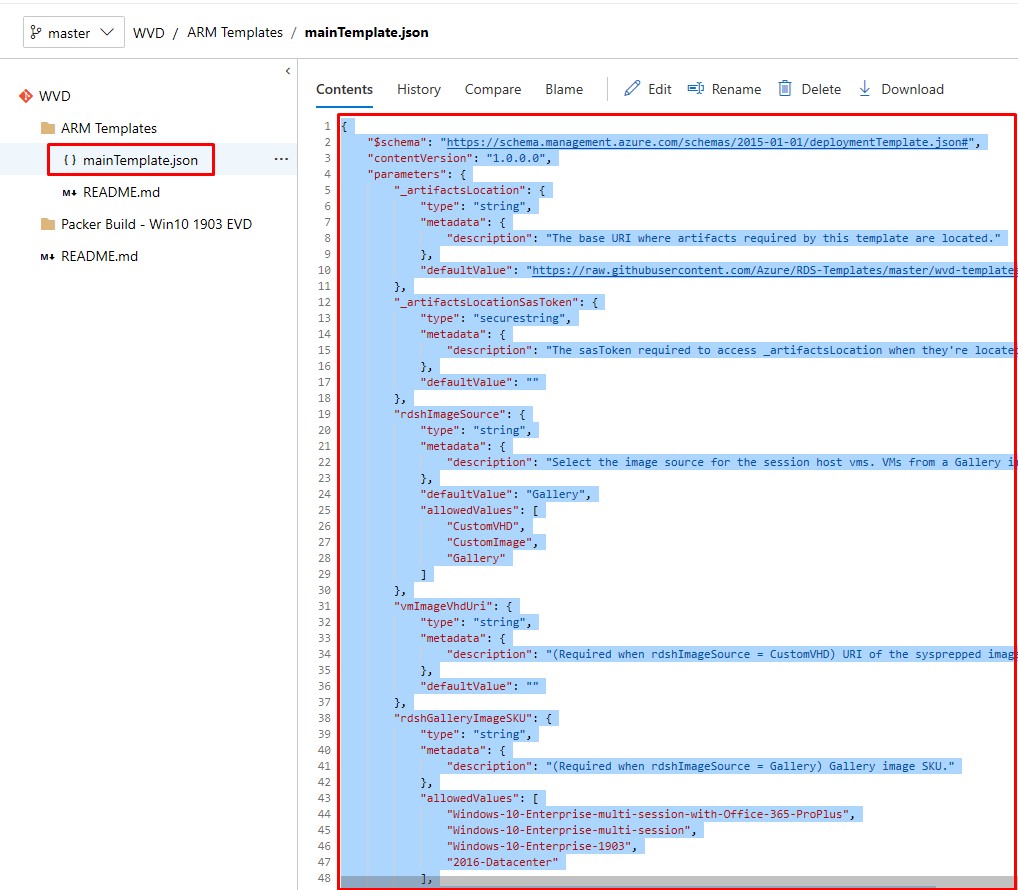 master WVD / ARM Templates / mainTemplate.json
WVD
ARM Templates
{ } mainTemplate.json ...
M↓ README.md
Packer Build - Win10 1903 EVD
M↓ README.md
Contents History Compare Blame Edit Rename Delete Download
1 {
2 "$schema": "https://schema.management.azure.com/schemas/2015-01-01/deploymentTemplate.json#",
3 "contentVersion": "1.0.0.0",
4 "parameters": {
5 "_artifactsLocation": {
6 "type": "string",
7 "metadata": {
8 "description": "The base URI where artifacts required by this template are located."
9 },
10 "defaultValue": "https://raw.githubusercontent.com/Azure/RDS-Templates/master/wvd-template
11 },
12 "_artifactsLocationSasToken": {
13 "type": "securestring",
14 "metadata": {
15 "description": "The sasToken required to access _artifactsLocation when they're locate
16 },
17 "defaultValue": ""
18 },
19 "rdshImageSource": {
20 "type": "string",
21 "metadata": {
22 "description": "Select the image source for the session host vms. VMs from a Gallery i
23 },
24 "defaultValue": "Gallery",
25 "allowedValues": [
26 "CustomVHD",
27 "CustomImage",
28 "Gallery"
29 ]
30 },
31 "vmImageVhdUri": {
32 "type": "string",
33 "metadata": {
34 "description": "(Required when rdshImageSource = CustomVHD) URI of the sysprepped imag
35 },
36 "defaultValue": ""
37 },
38 "rdshGalleryImageSKU": {
39 "type": "string",
40 "metadata": {
41 "description": "(Required when rdshImageSource = Gallery) Gallery image SKU."
42 },
43 "allowedValues": [
44 "Windows-10-Enterprise-multi-session-with-Office-365-ProPlus",
45 "Windows-10-Enterprise-multi-session",
46 "Windows-10-Enterprise-1903",
47 "2016-Datacenter"
48 ],